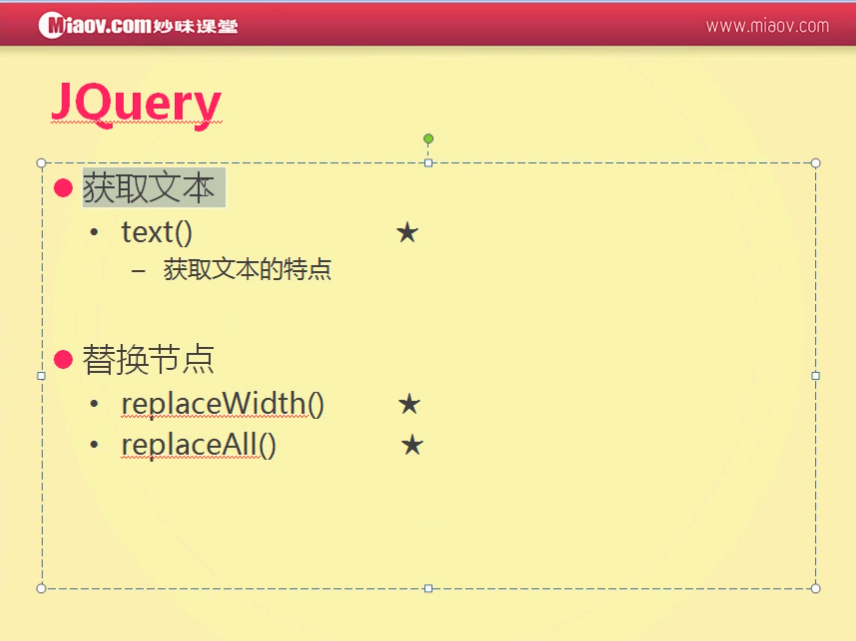 Miaov.com妙味课堂
www.miaov.com
JQuery
获取文本
text() ★
获取文本的特点
替换节点
replaceWidth() ★
replaceAll() ★